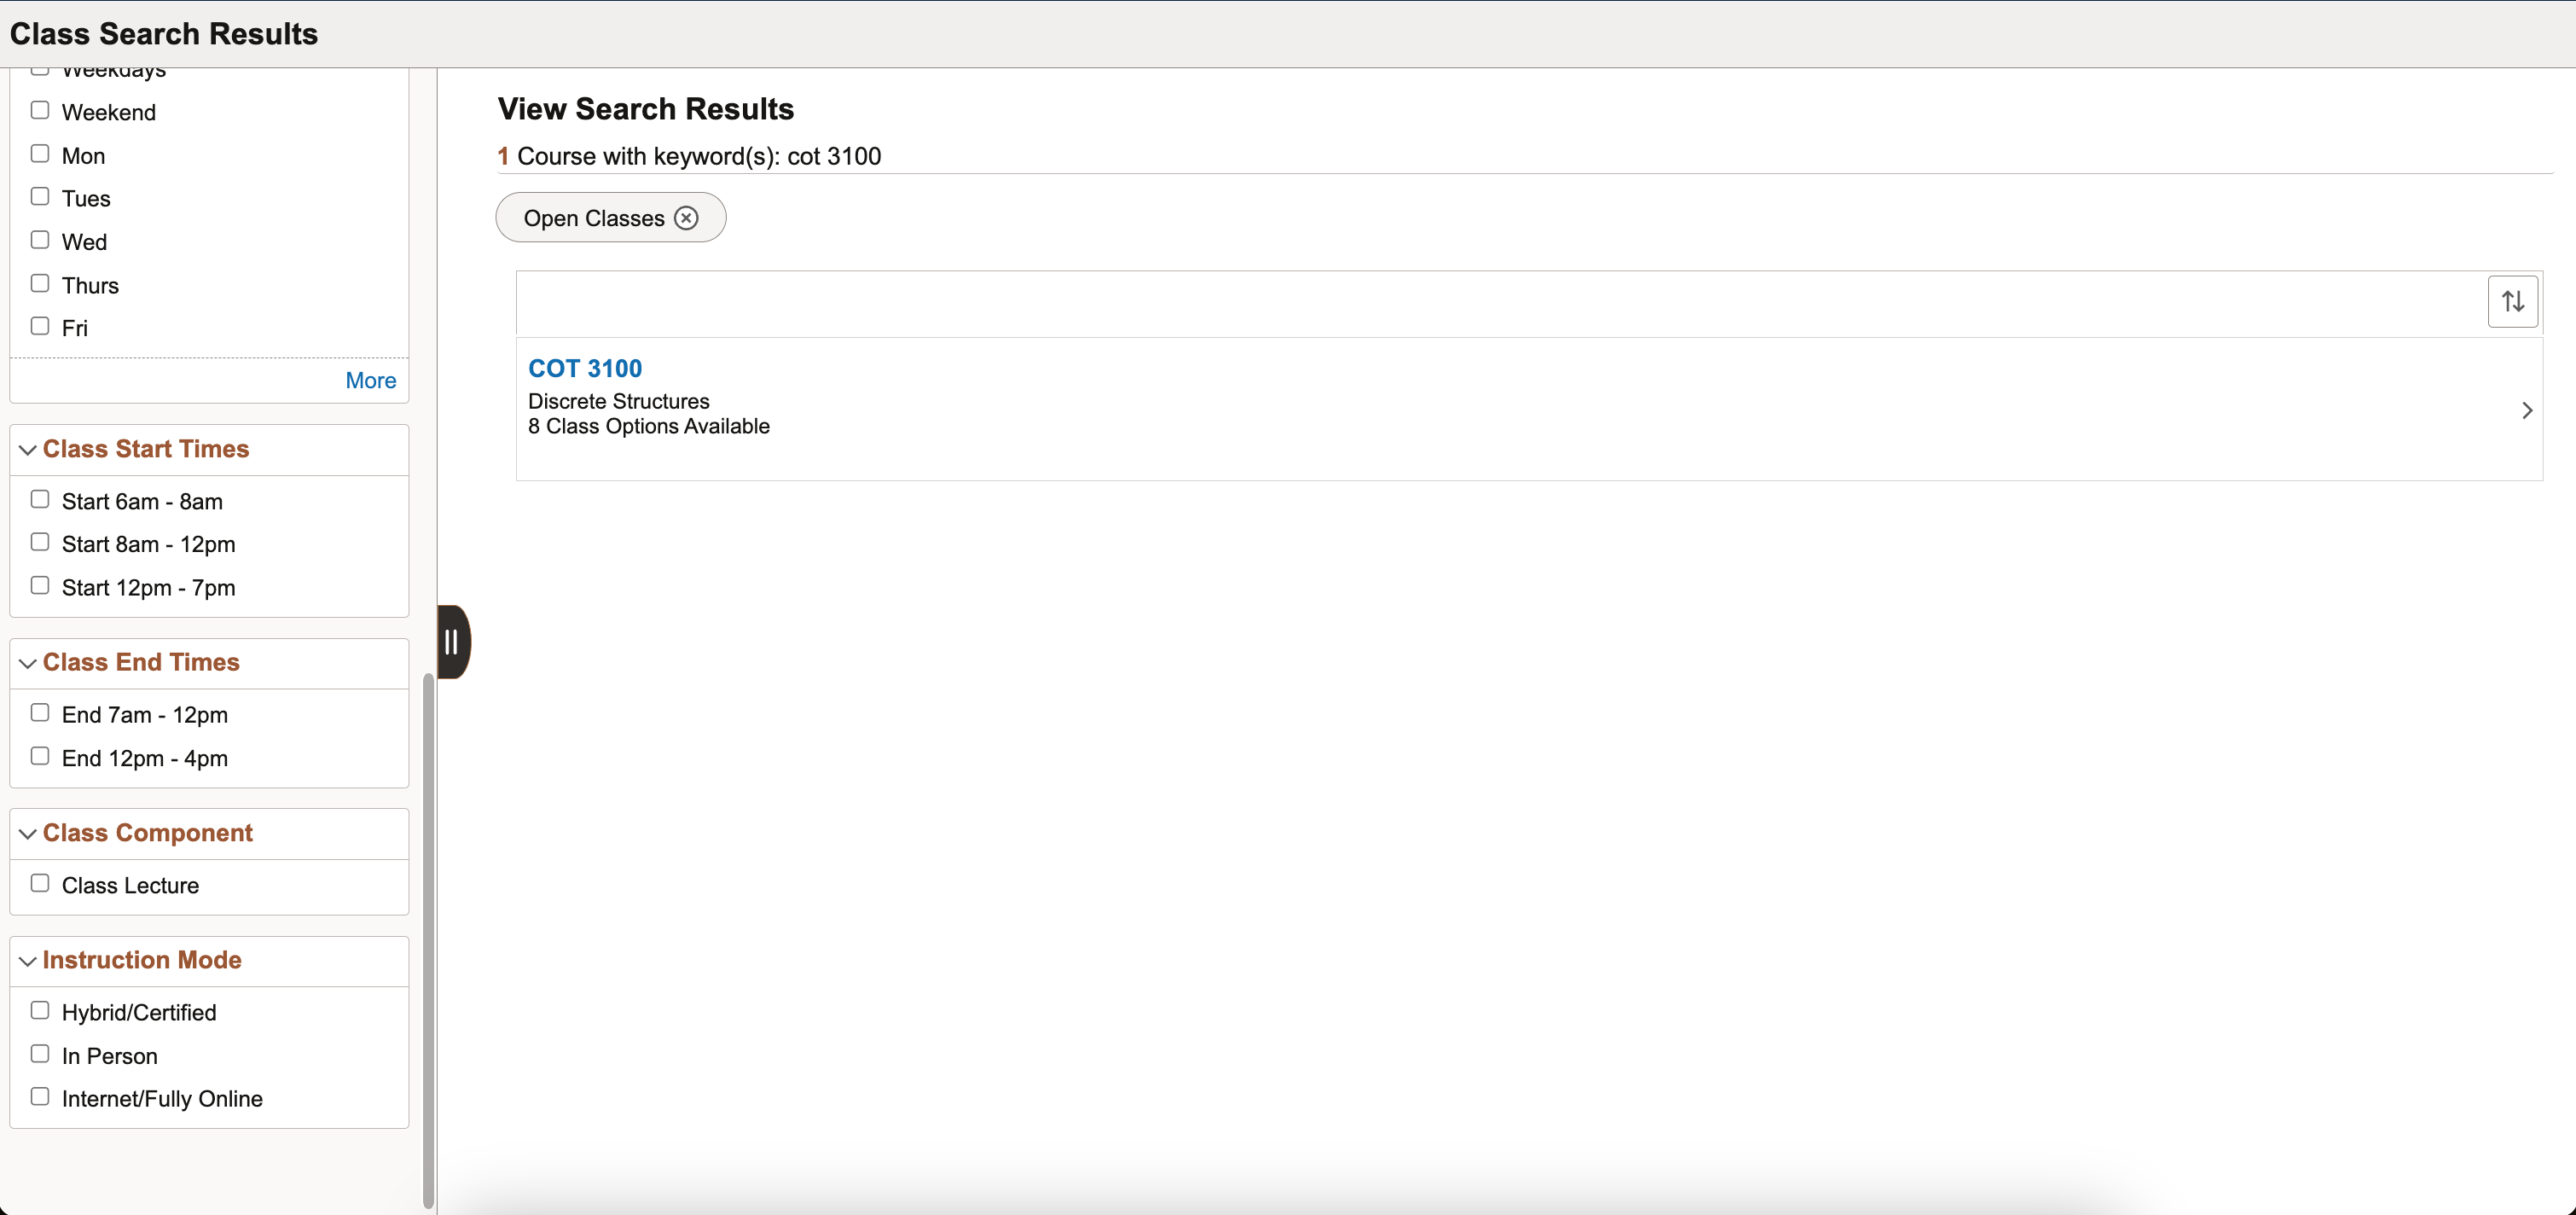 Class Search Results
Weekdays
Weekend
Mon
Tues
Wed
Thurs
Fri
More
Class Start Times
Start 6am - 8am
Start 8am - 12pm
Start 12pm - 7pm
Class End Times
End 7am - 12pm
End 12pm - 4pm
Class Component
Class Lecture
Instruction Mode
Hybrid/Certified
In Person
Internet/Fully Online
View Search Results
1 Course with keyword(s): cot 3100
Open Classes
COT 3100
Discrete Structures
8 Class Options Available